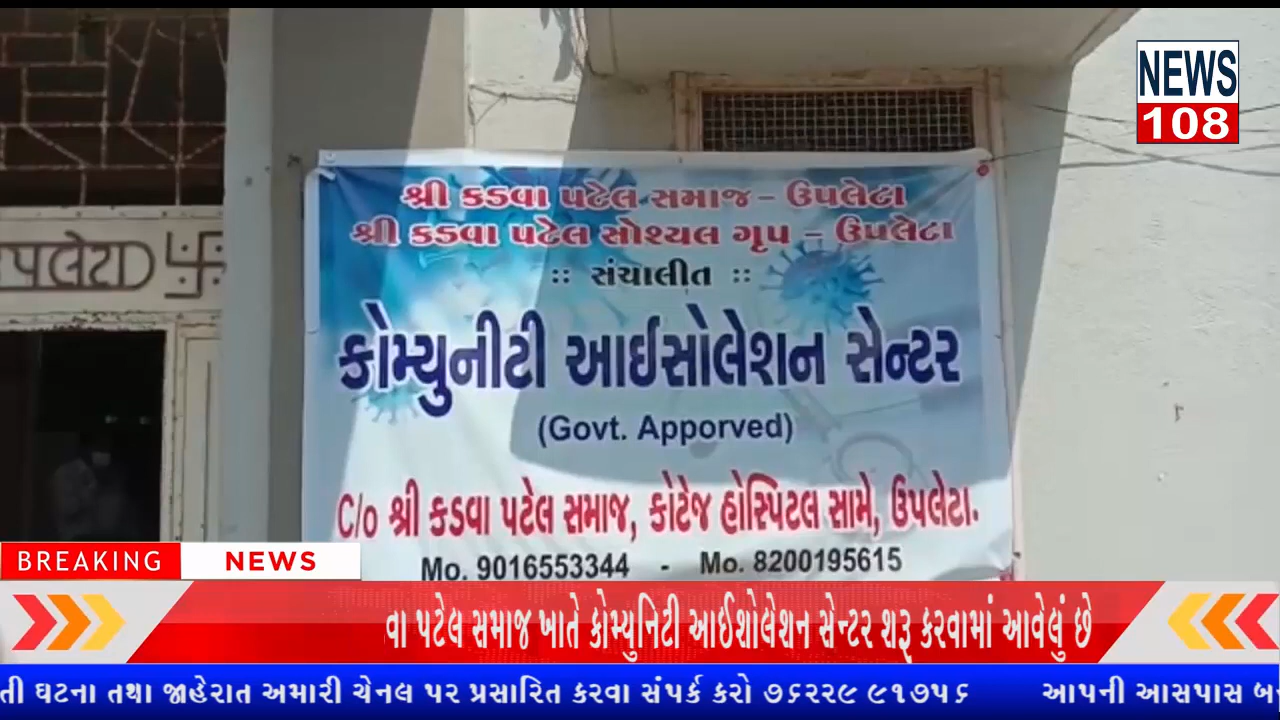 NEWS
108
શ્રી કડવા પટેલ સમાજ – ઉપલેટા
શ્રી કડવા પટેલ સોશ્યલ ગૃપ – ઉપલેટા
:: સંચાલીત ::
કોમ્યુનીટી આઈસોલેશન સેન્ટર
(Govt. Apporved)
C/o શ્રી કડવા પટેલ સમાજ, કોટેજ હોસ્પિટલ સામે, ઉપલેટા.
Mo. 9016553344 - Mo. 8200195615
BREAKING NEWS
વા પટેલ સમાજ ખાતે કોમ્યુનિટી આઈશોલેશન સેન્ટર શરૂ કરવામાં આવેલું છે
તી ઘટના તથા જાહેરાત અમારી ચેનલ પર પ્રસારિત કરવા સંપર્ક કરો ૭૬૨૨૯ ૯૧૭૫૬ આપની આસપાસ